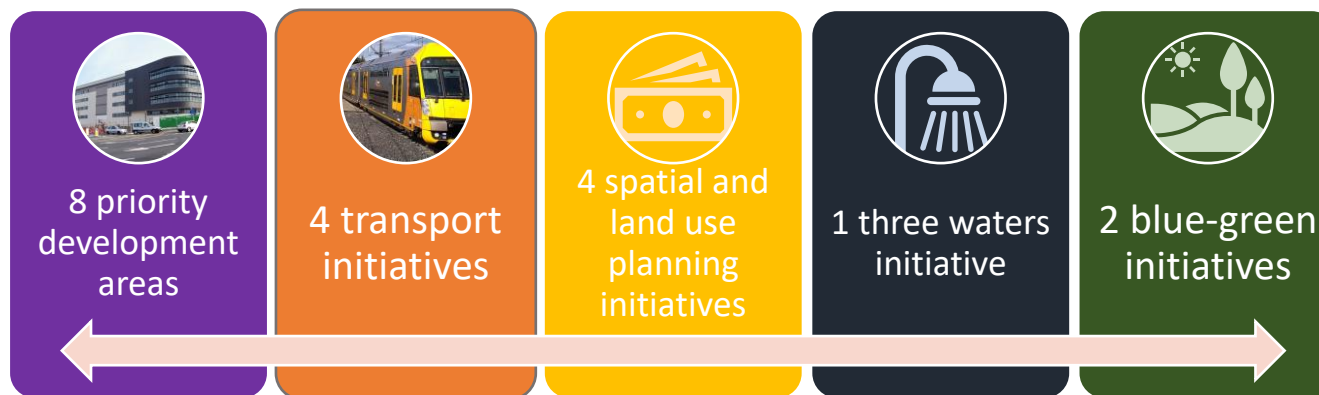 8 priority
development
areas
4 transport
initiatives
4 spatial and
land use
planning
initiatives
1 three waters
initiative
2 blue-green
initiatives